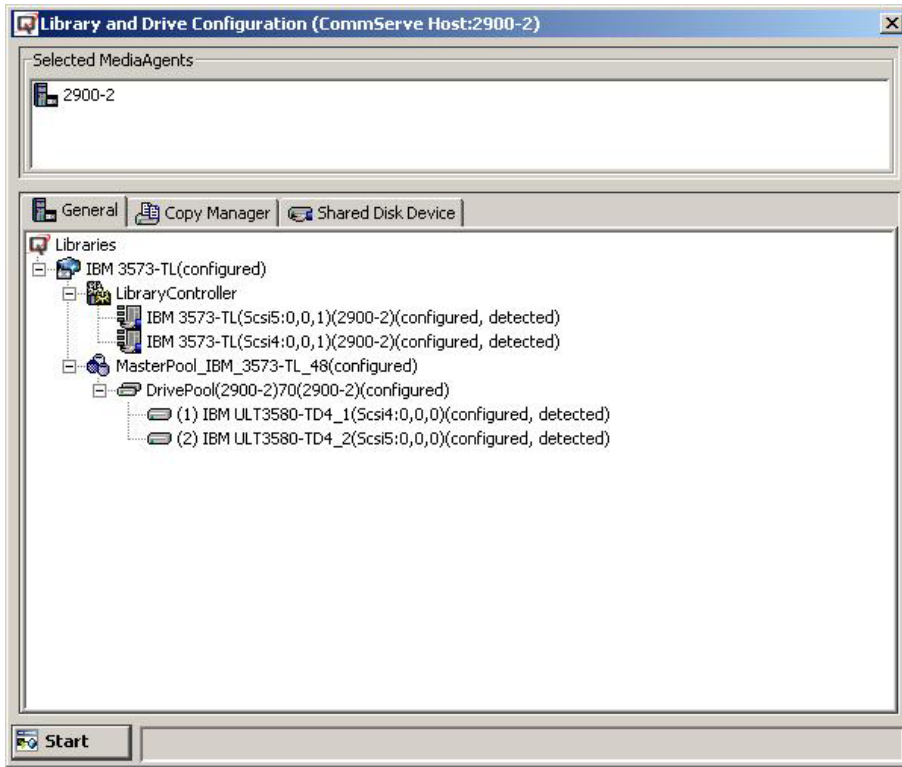 Library and Drive Configuration (CommServe Host:2900-2)
Selected MediaAgents
2900-2
General Copy Manager Shared Disk Device
Libraries
IBM 3573-TL(configured)
LibraryController
IBM 3573-TL(Scsi5:0,0,1)(2900-2)(configured, detected)
IBM 3573-TL(Scsi4:0,0,1)(2900-2)(configured, detected)
MasterPool_IBM_3573-TL_48(configured)
DrivePool(2900-2)70(2900-2)(configured)
(1) IBM ULT3580-TD4_1(Scsi4:0,0,0)(configured, detected)
(2) IBM ULT3580-TD4_2(Scsi5:0,0,0)(configured, detected)
Start